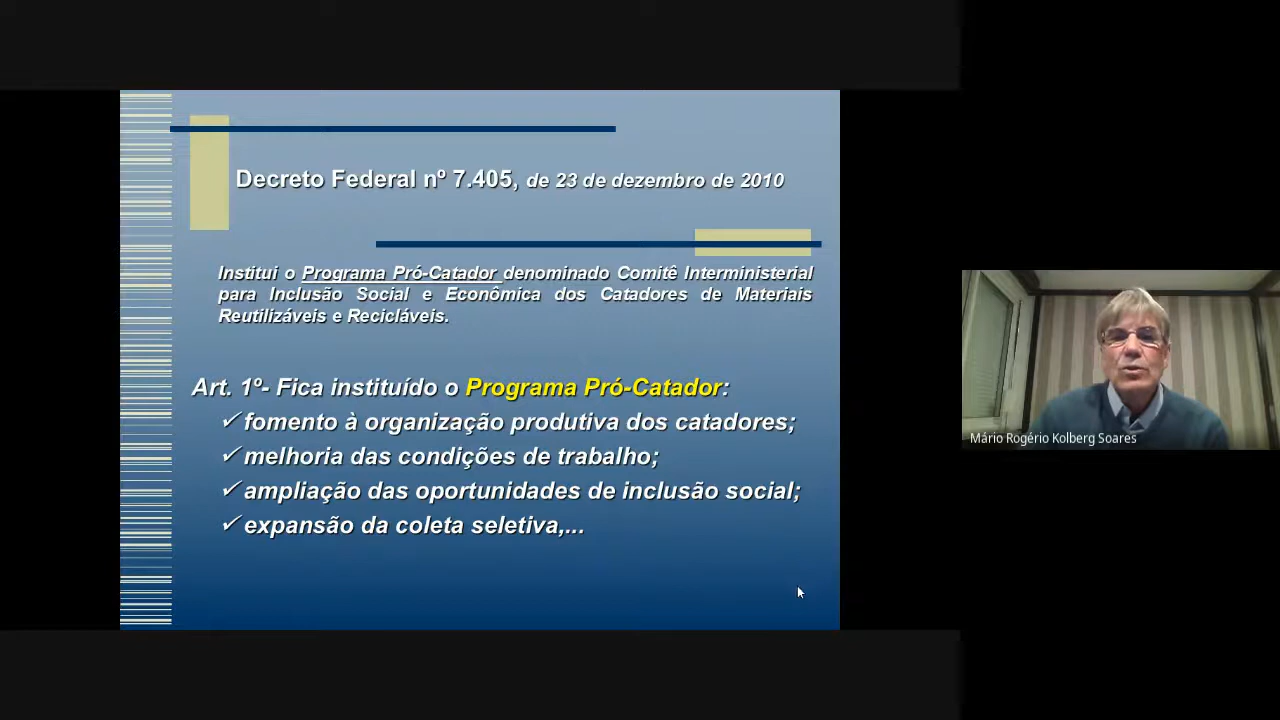 Decreto Federal nº 7.405, de 23 de dezembro de 2010
Institui o Programa Pró-Catador denominado Comitê Interministerial
para Inclusão Social e Econômica dos Catadores de Materiais
Reutilizáveis e Recicláveis.
Art. 1º- Fica instituído o Programa Pró-Catador:
✓ fomento à organização produtiva dos catadores;
✓ melhoria das condições de trabalho;
✓ ampliação das oportunidades de inclusão social;
✓ expansão da coleta seletiva,...
Mário Rogério Kolberg Soares